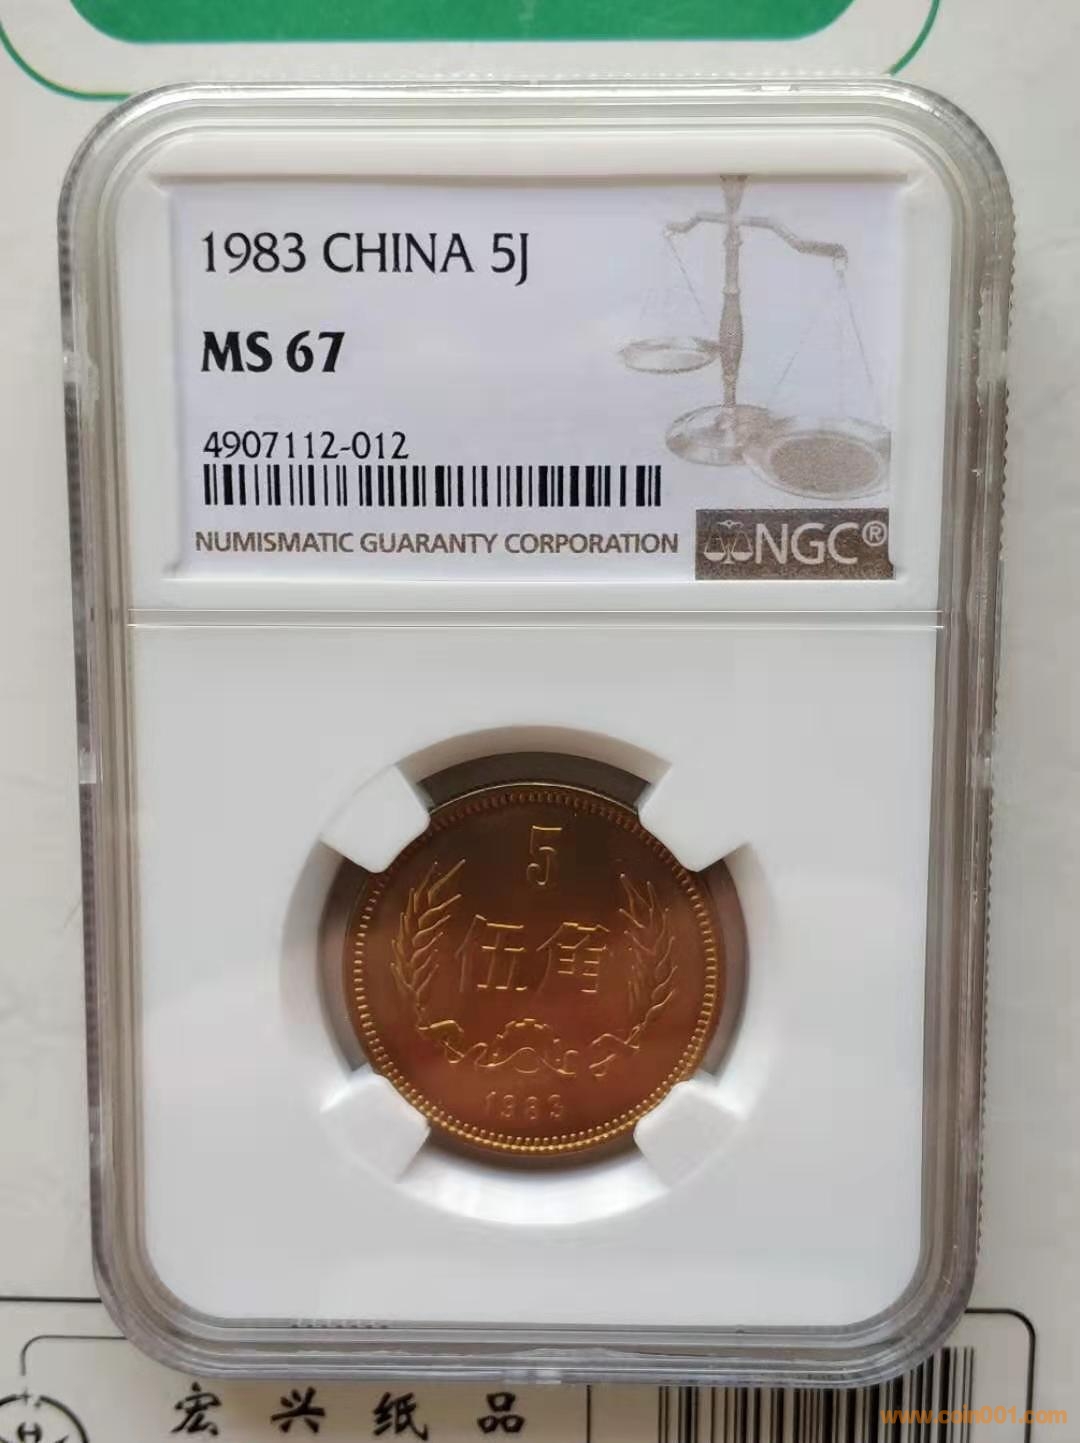 1983 CHINA 5J
MS 67
4907112-012
NUMISMATIC GUARANTY CORPORATION
NGC®
5
伍角
1983
宏兴纸品
H
www.coin001.com